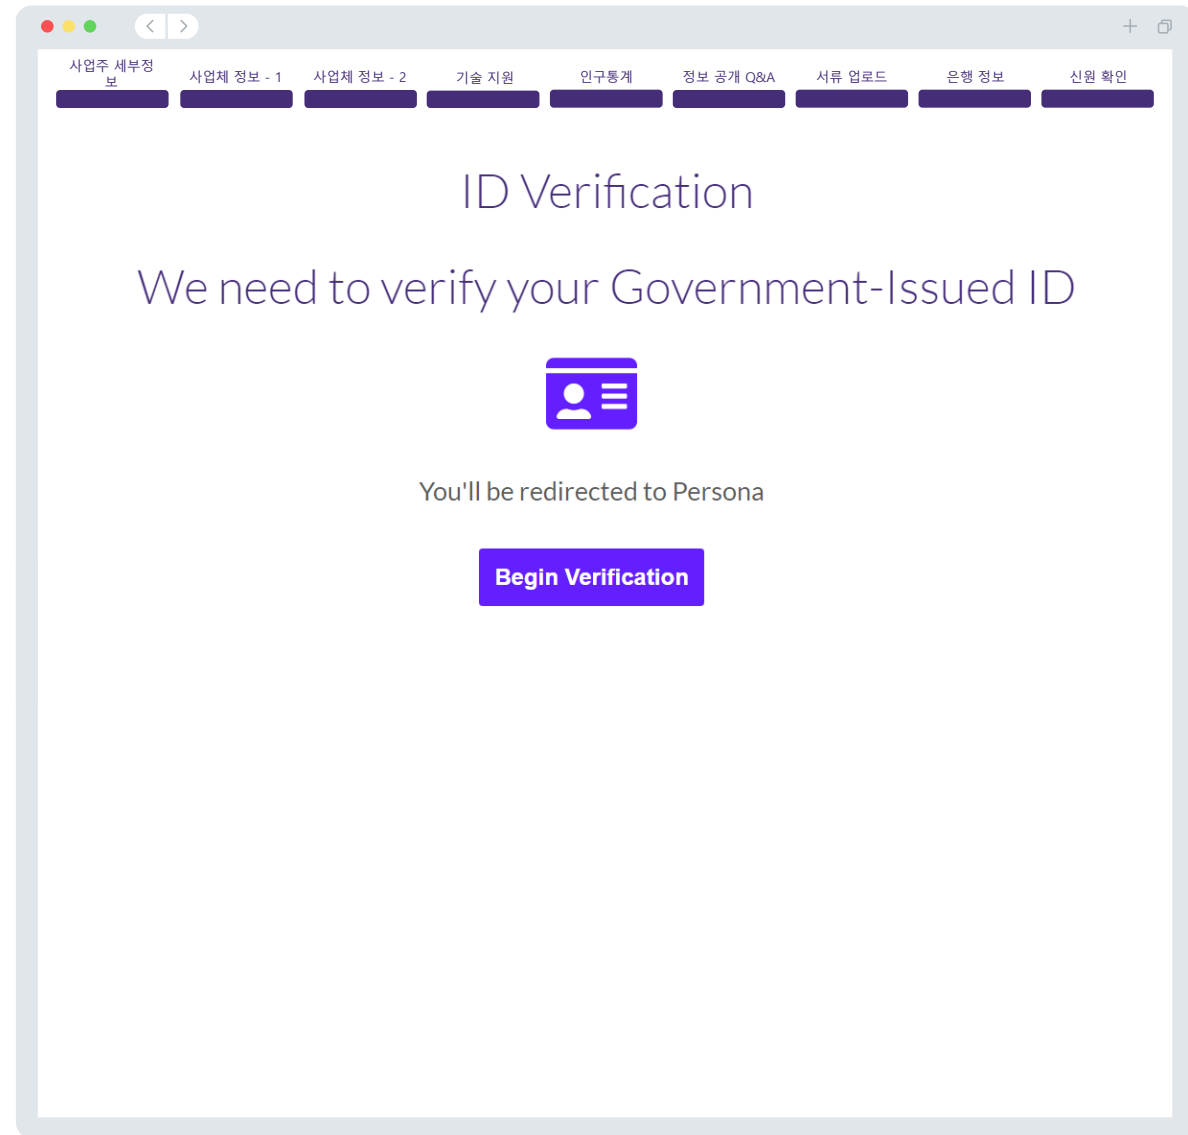 사업주 세부정
보
사업체 정보 - 1
사업체 정보 - 2
기술 지원
인구통계
정보 공개 Q&A
서류 업로드
은행 정보
신원 확인
ID Verification
We need to verify your Government-Issued ID
You'll be redirected to Persona
Begin Verification